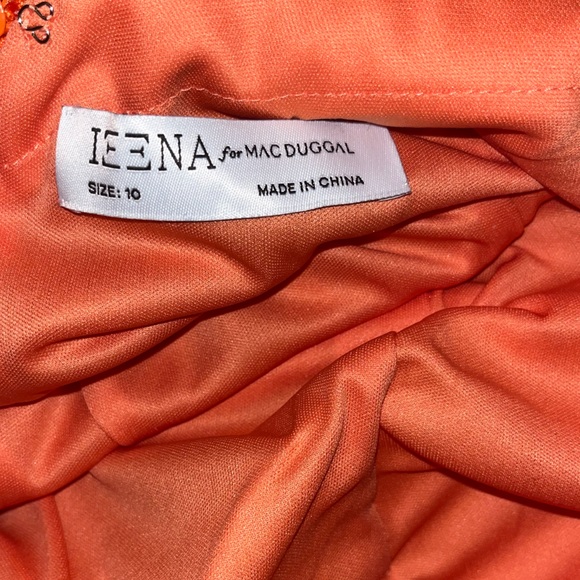 IEENA for MAC DUGGAL
SIZE: 10 MADE IN CHINA